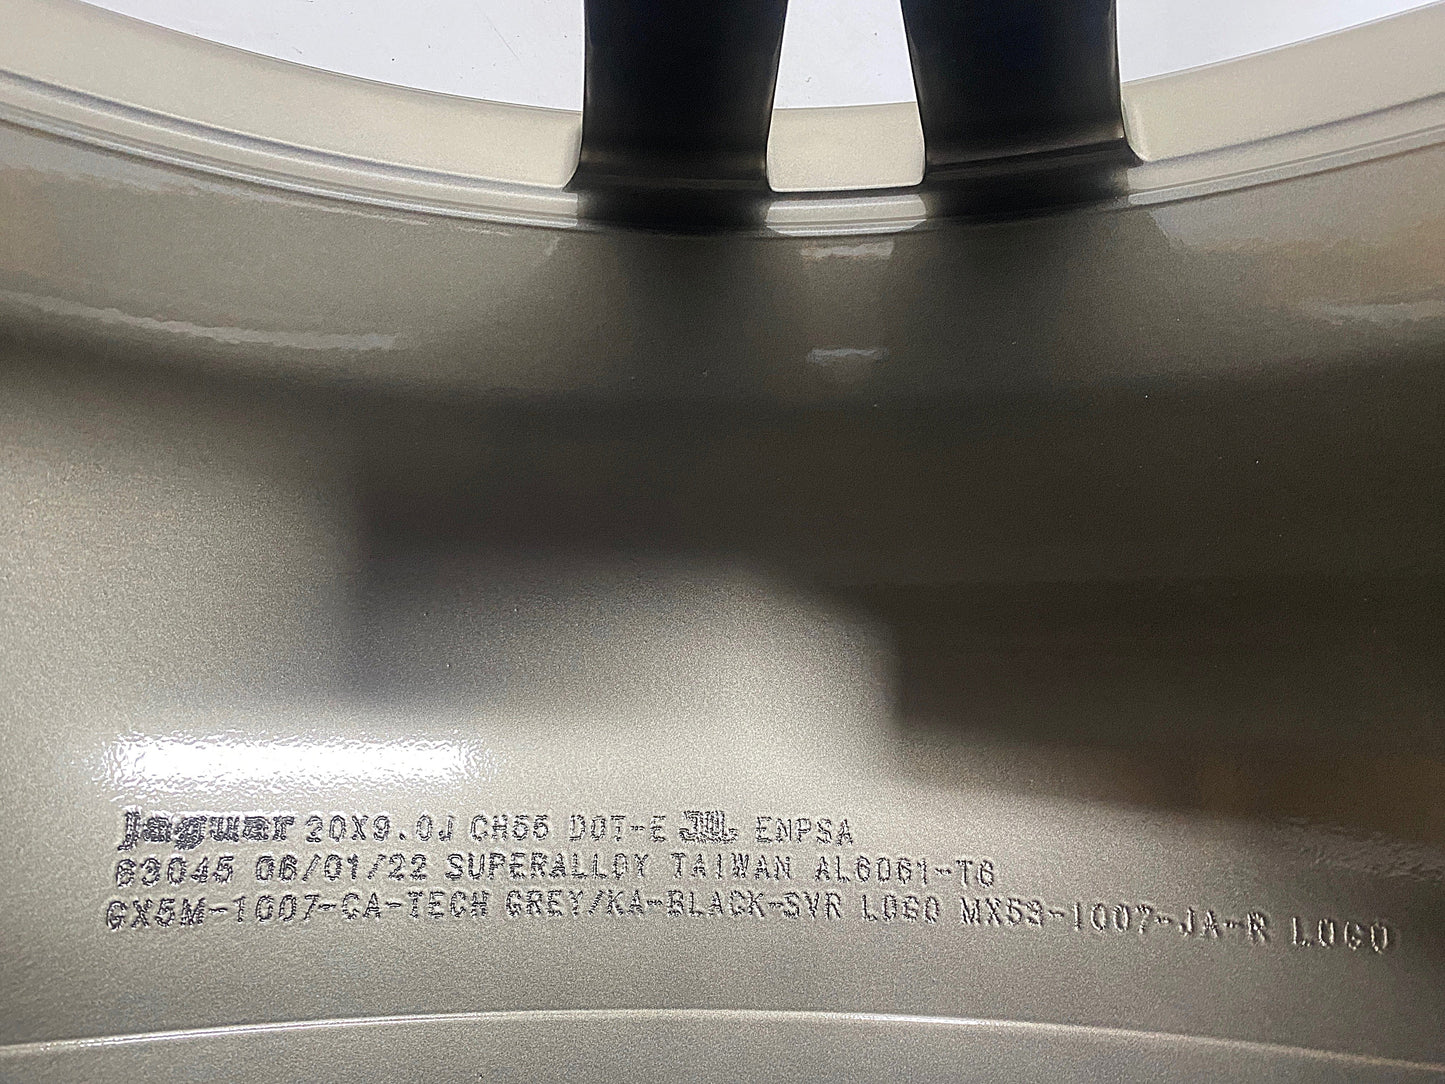 Jaguar 20X9.0J CH55 DOT-E JWL ENPSA
63045 06/01/22 SUPERALLOY TAIWAN AL6061-T6
GX5M-1007-CA-TECH GREY/KA-BLACK-SVR LOGO MX53-1007-JA-R LOGO